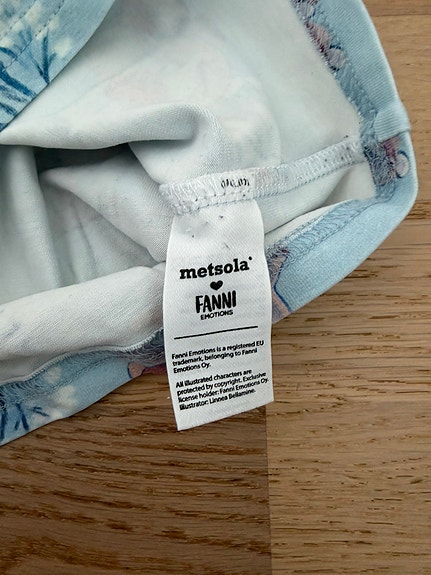 metsola
FANNI
EMOTIONS
Fanni Emotions is a registered EU
trademark, belonging to Fanni
Emotions Oy.
All illustrated characters are
protected by copyright. Exclusive
license holder: Fanni Emotions Oy.
Illustrator: Linnea Bellamine.